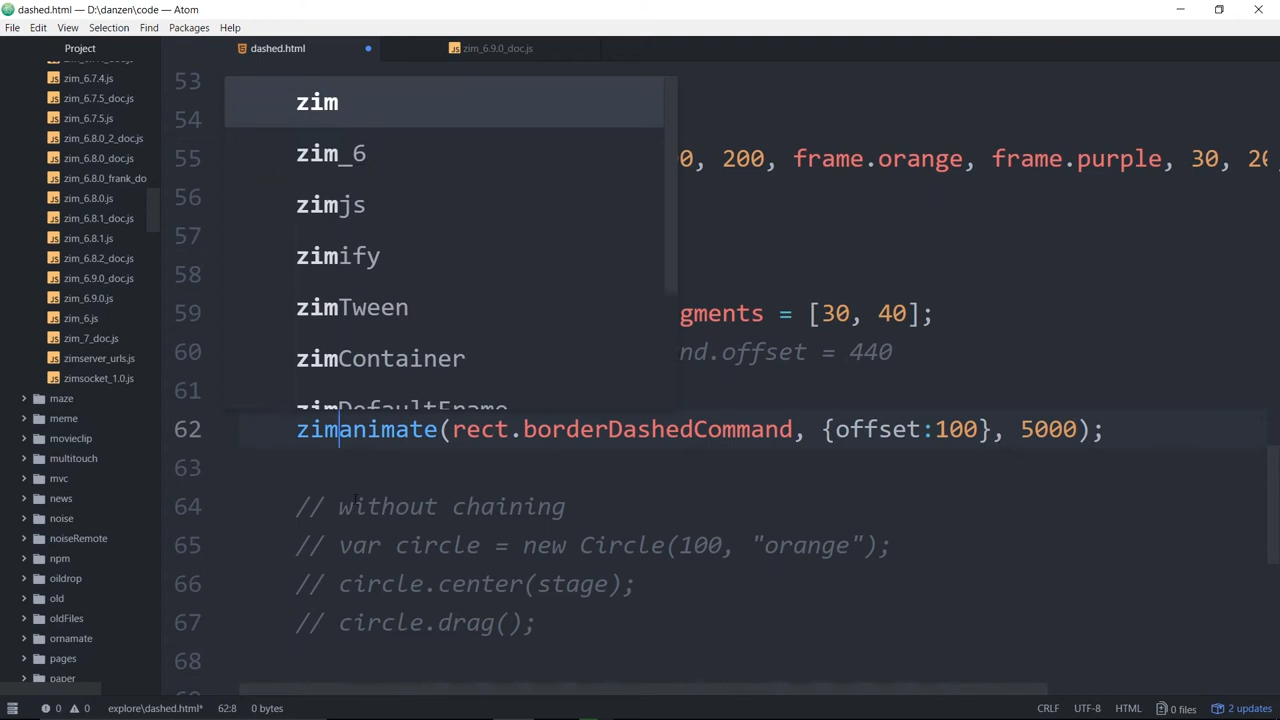 dashed.html — ~\danzen\code — Atom
File Edit View Selection Find Packages Help
Project
dashed.html
zim_6.9.0_doc.js
zim_6.7.4.js
zim_6.7.5_doc.js
zim_6.7.5.js
zim_6.8.0_2_doc.js
zim_6.8.0_doc.js
zim_6.8.0_frank_do
zim_6.8.0.js
zim_6.8.1_doc.js
zim_6.8.1.js
zim_6.8.2_doc.js
zim_6.9.0_doc.js
zim_6.9.0.js
zim_6.js
zim_7_doc.js
zimserver_urls.js
zimsocket_1.0.js
maze
meme
movieclip
multitouch
mvc
news
noise
noiseRemote
npm
oildrop
old
oldFiles
ornamate
pages
paper
53
54
55 0, 200, frame.orange, frame.purple, 30, 20
56
57
58
59 gments = [30, 40];
60 nd.offset = 440
61
62 zimanimate(rect.borderDashedCommand, {offset:100}, 5000);
63
64 // without chaining
65 // var circle = new Circle(100, "orange");
66 // circle.center(stage);
67 // circle.drag();
68
zim
zim_6
zimjs
zimify
zimTween
zimContainer
zimDefaultFrame
0 0 explore\dashed.html* 62:8 0 bytes CRLF UTF-8 HTML 0 files 2 updates